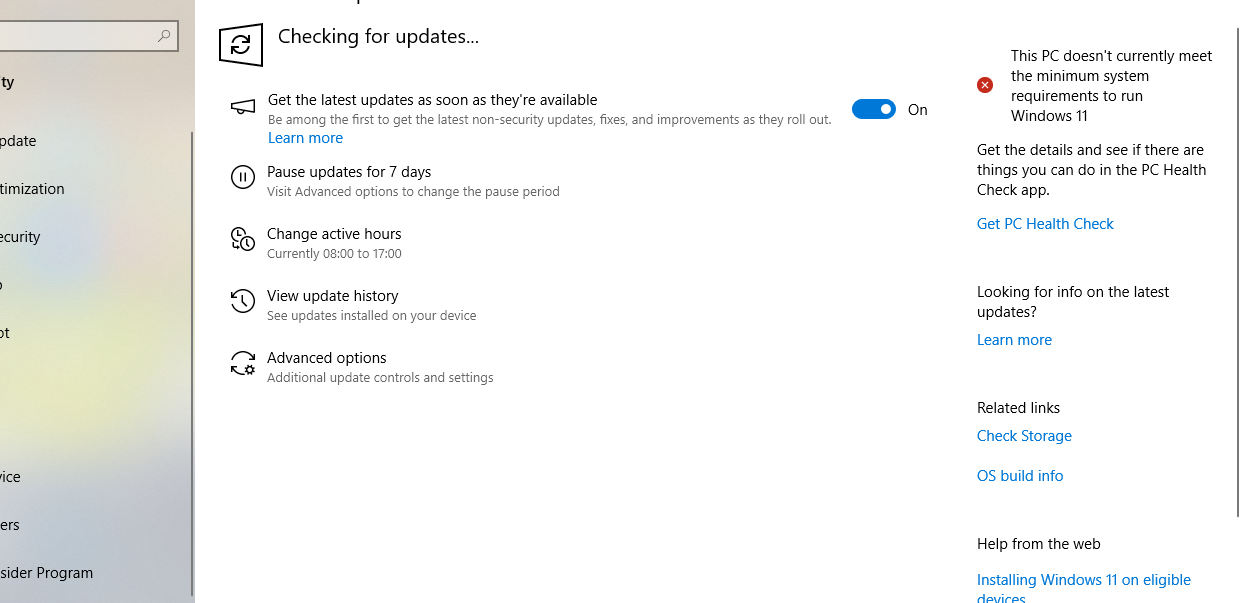 Checking for updates...
Get the latest updates as soon as they're available
Be among the first to get the latest non-security updates, fixes, and improvements as they roll out.
Learn more
On
Pause updates for 7 days
Visit Advanced options to change the pause period
Change active hours
Currently 08:00 to 17:00
View update history
See updates installed on your device
Advanced options
Additional update controls and settings
ty
pdate
timization
ecurity
ot
vice
ers
sider Program
This PC doesn't currently meet
the minimum system
requirements to run
Windows 11
Get the details and see if there are
things you can do in the PC Health
Check app.
Get PC Health Check
Looking for info on the latest
updates?
Learn more
Related links
Check Storage
OS build info
Help from the web
Installing Windows 11 on eligible
devices